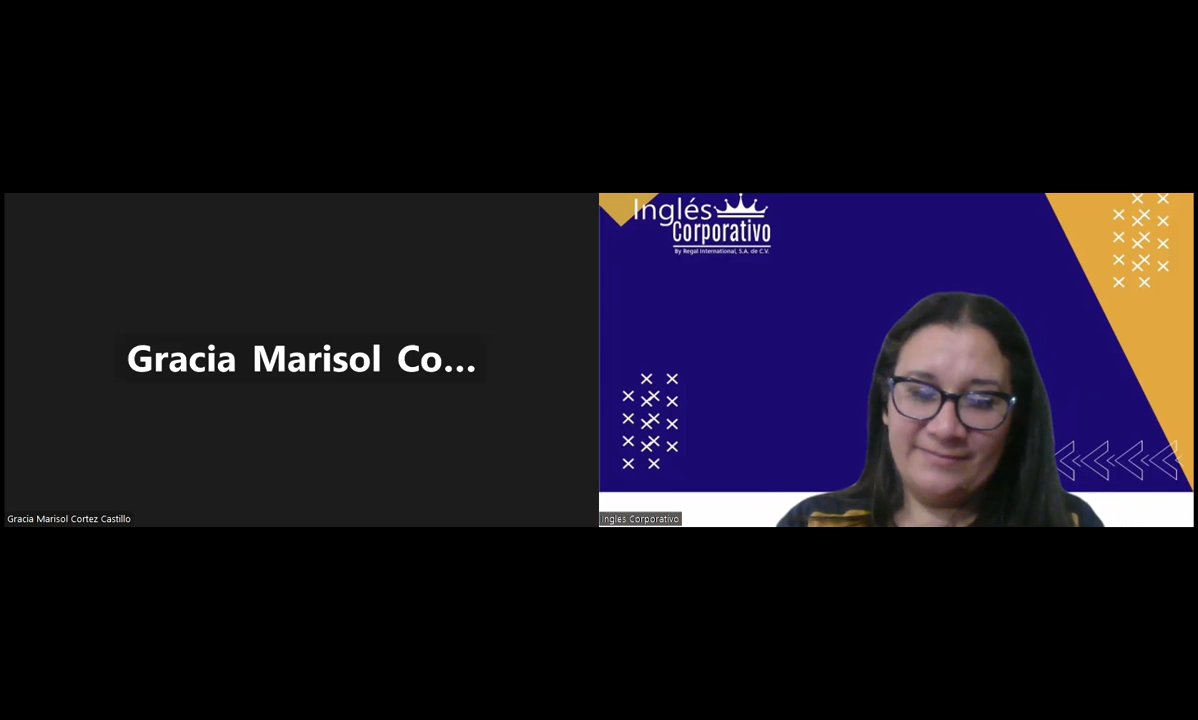 Gracia Marisol Co...
Gracia Marisol Cortez Castillo
Inglés
Corporativo
By Regal International, S.A. de C.V.
Ingles Corporativo